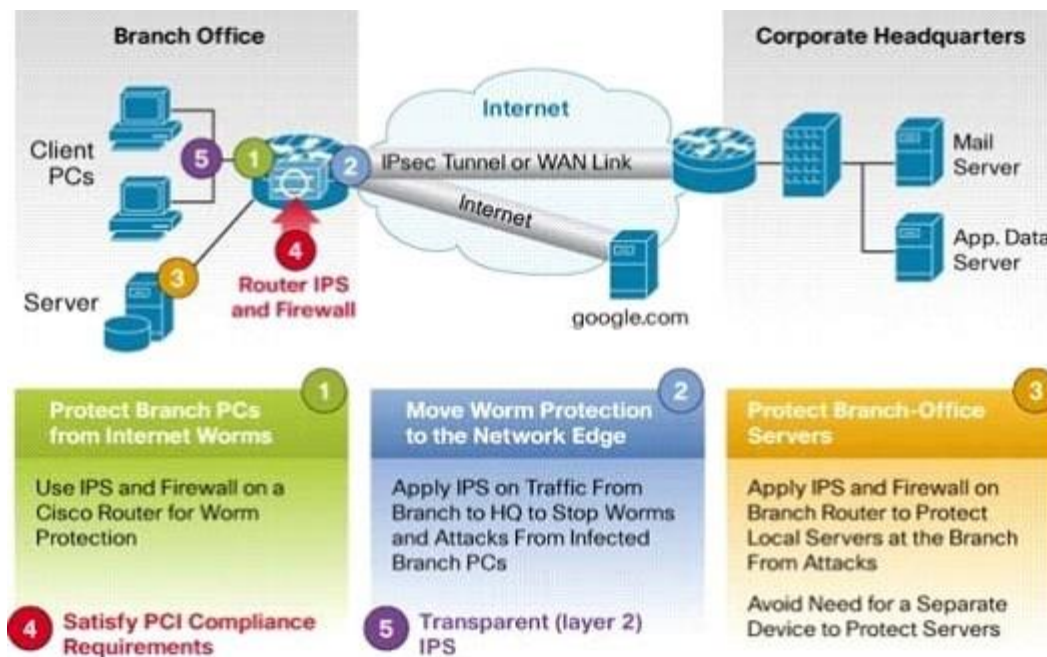 Branch Office
Corporate Headquarters
Internet
Client
PCs
5
1
2
IPsec Tunnel or WAN Link
Internet
Mail
Server
4
3
Router IPS
and Firewall
Server
google.com
App. Data
Server
1
Protect Branch PCs
from Internet Worms
Use IPS and Firewall on a
Cisco Router for Worm
Protection
2
Move Worm Protection
to the Network Edge
Apply IPS on Traffic From
Branch to HQ to Stop Worms
and Attacks From Infected
Branch PCs
3
Protect Branch-Office
Servers
Apply IPS and Firewall on
Branch Router to Protect
Local Servers at the Branch
From Attacks
Avoid Need for a Separate
Device to Protect Servers
4
Satisfy PCI Compliance
Requirements
5
Transparent (layer 2)
IPS